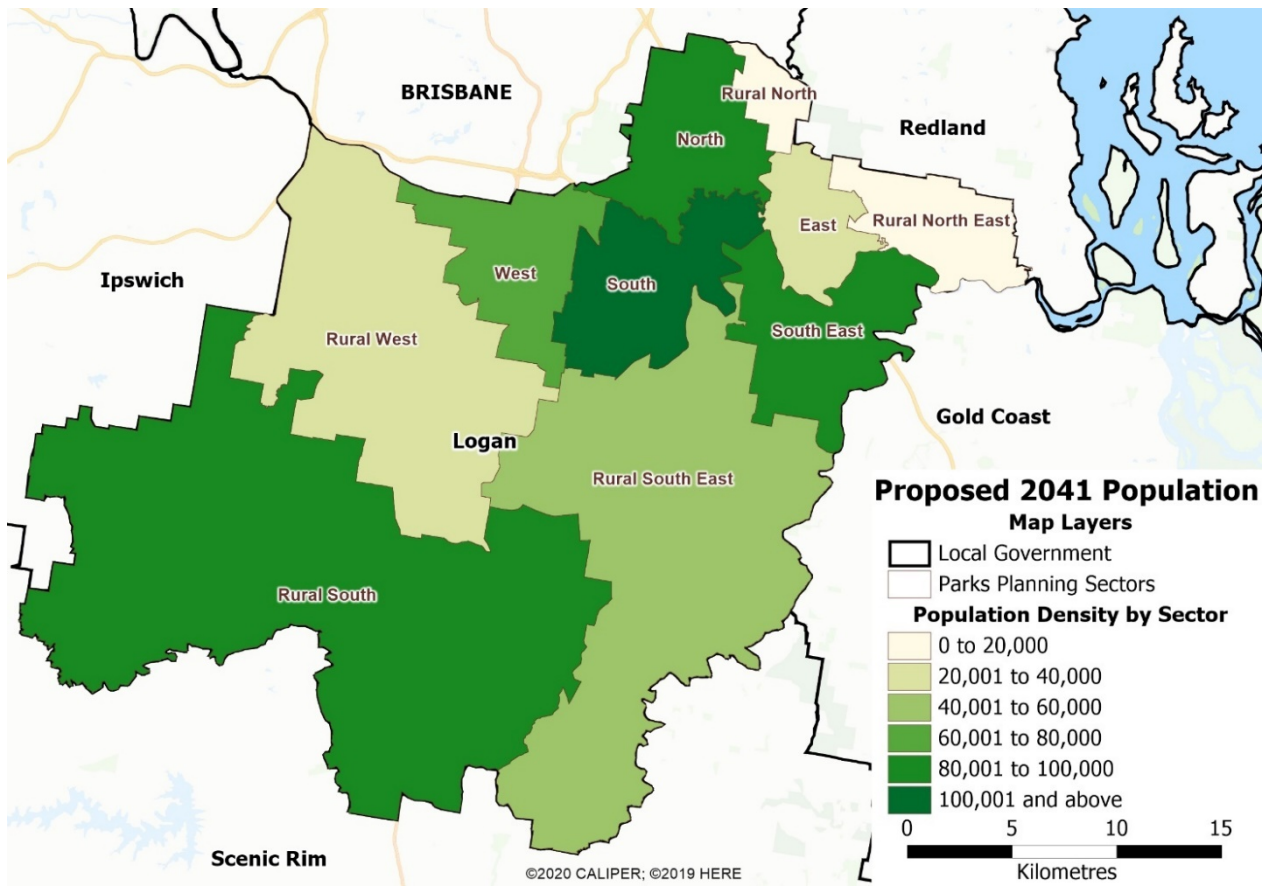 BRISBANE
Rural North
Redland
North
East
Rural North East
Ipswich
West
South
Rural West
South East
Gold Coast
Logan
Rural South East
Rural South
Scenic Rim
Proposed 2041 Population
Map Layers
Local Government
Parks Planning Sectors
Population Density by Sector
0 to 20,000
20,001 to 40,000
40,001 to 60,000
60,001 to 80,000
80,001 to 100,000
100,001 and above
0 5 10 15
Kilometres
©2020 CALIPER; ©2019 HERE